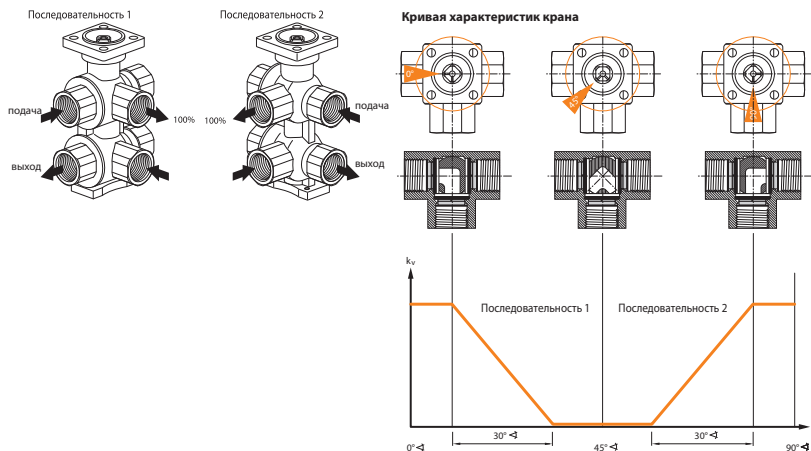 Последовательность 1
Последовательность 2
подача
100%
выход
100%
подача
выход
Кривая характеристик крана
0°
45°
90°
kv
Последовательность 1
Последовательность 2
0° 30° 45° 30° 90°